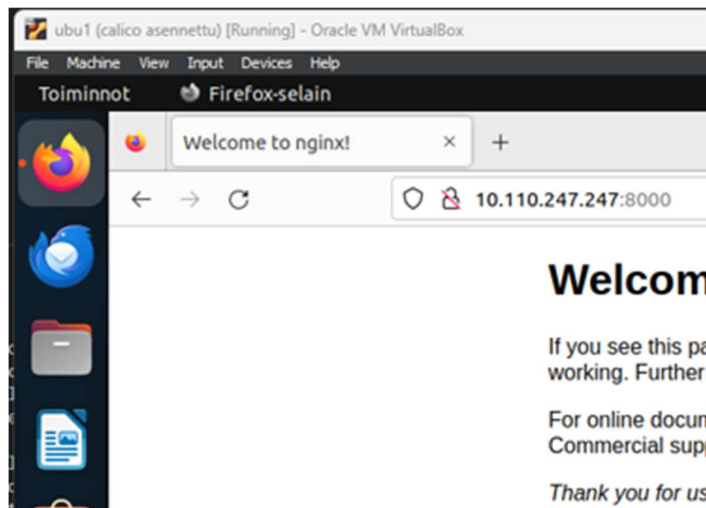 ubu1 (calico asennettu) [Running] - Oracle VM VirtualBox
File Machine View Input Devices Help
Toiminnot Firefox-selain
Welcome to nginx!
10.110.247.247:8000
Welcom
If you see this pa
working. Further
For online docum
Commercial supp
Thank you for us